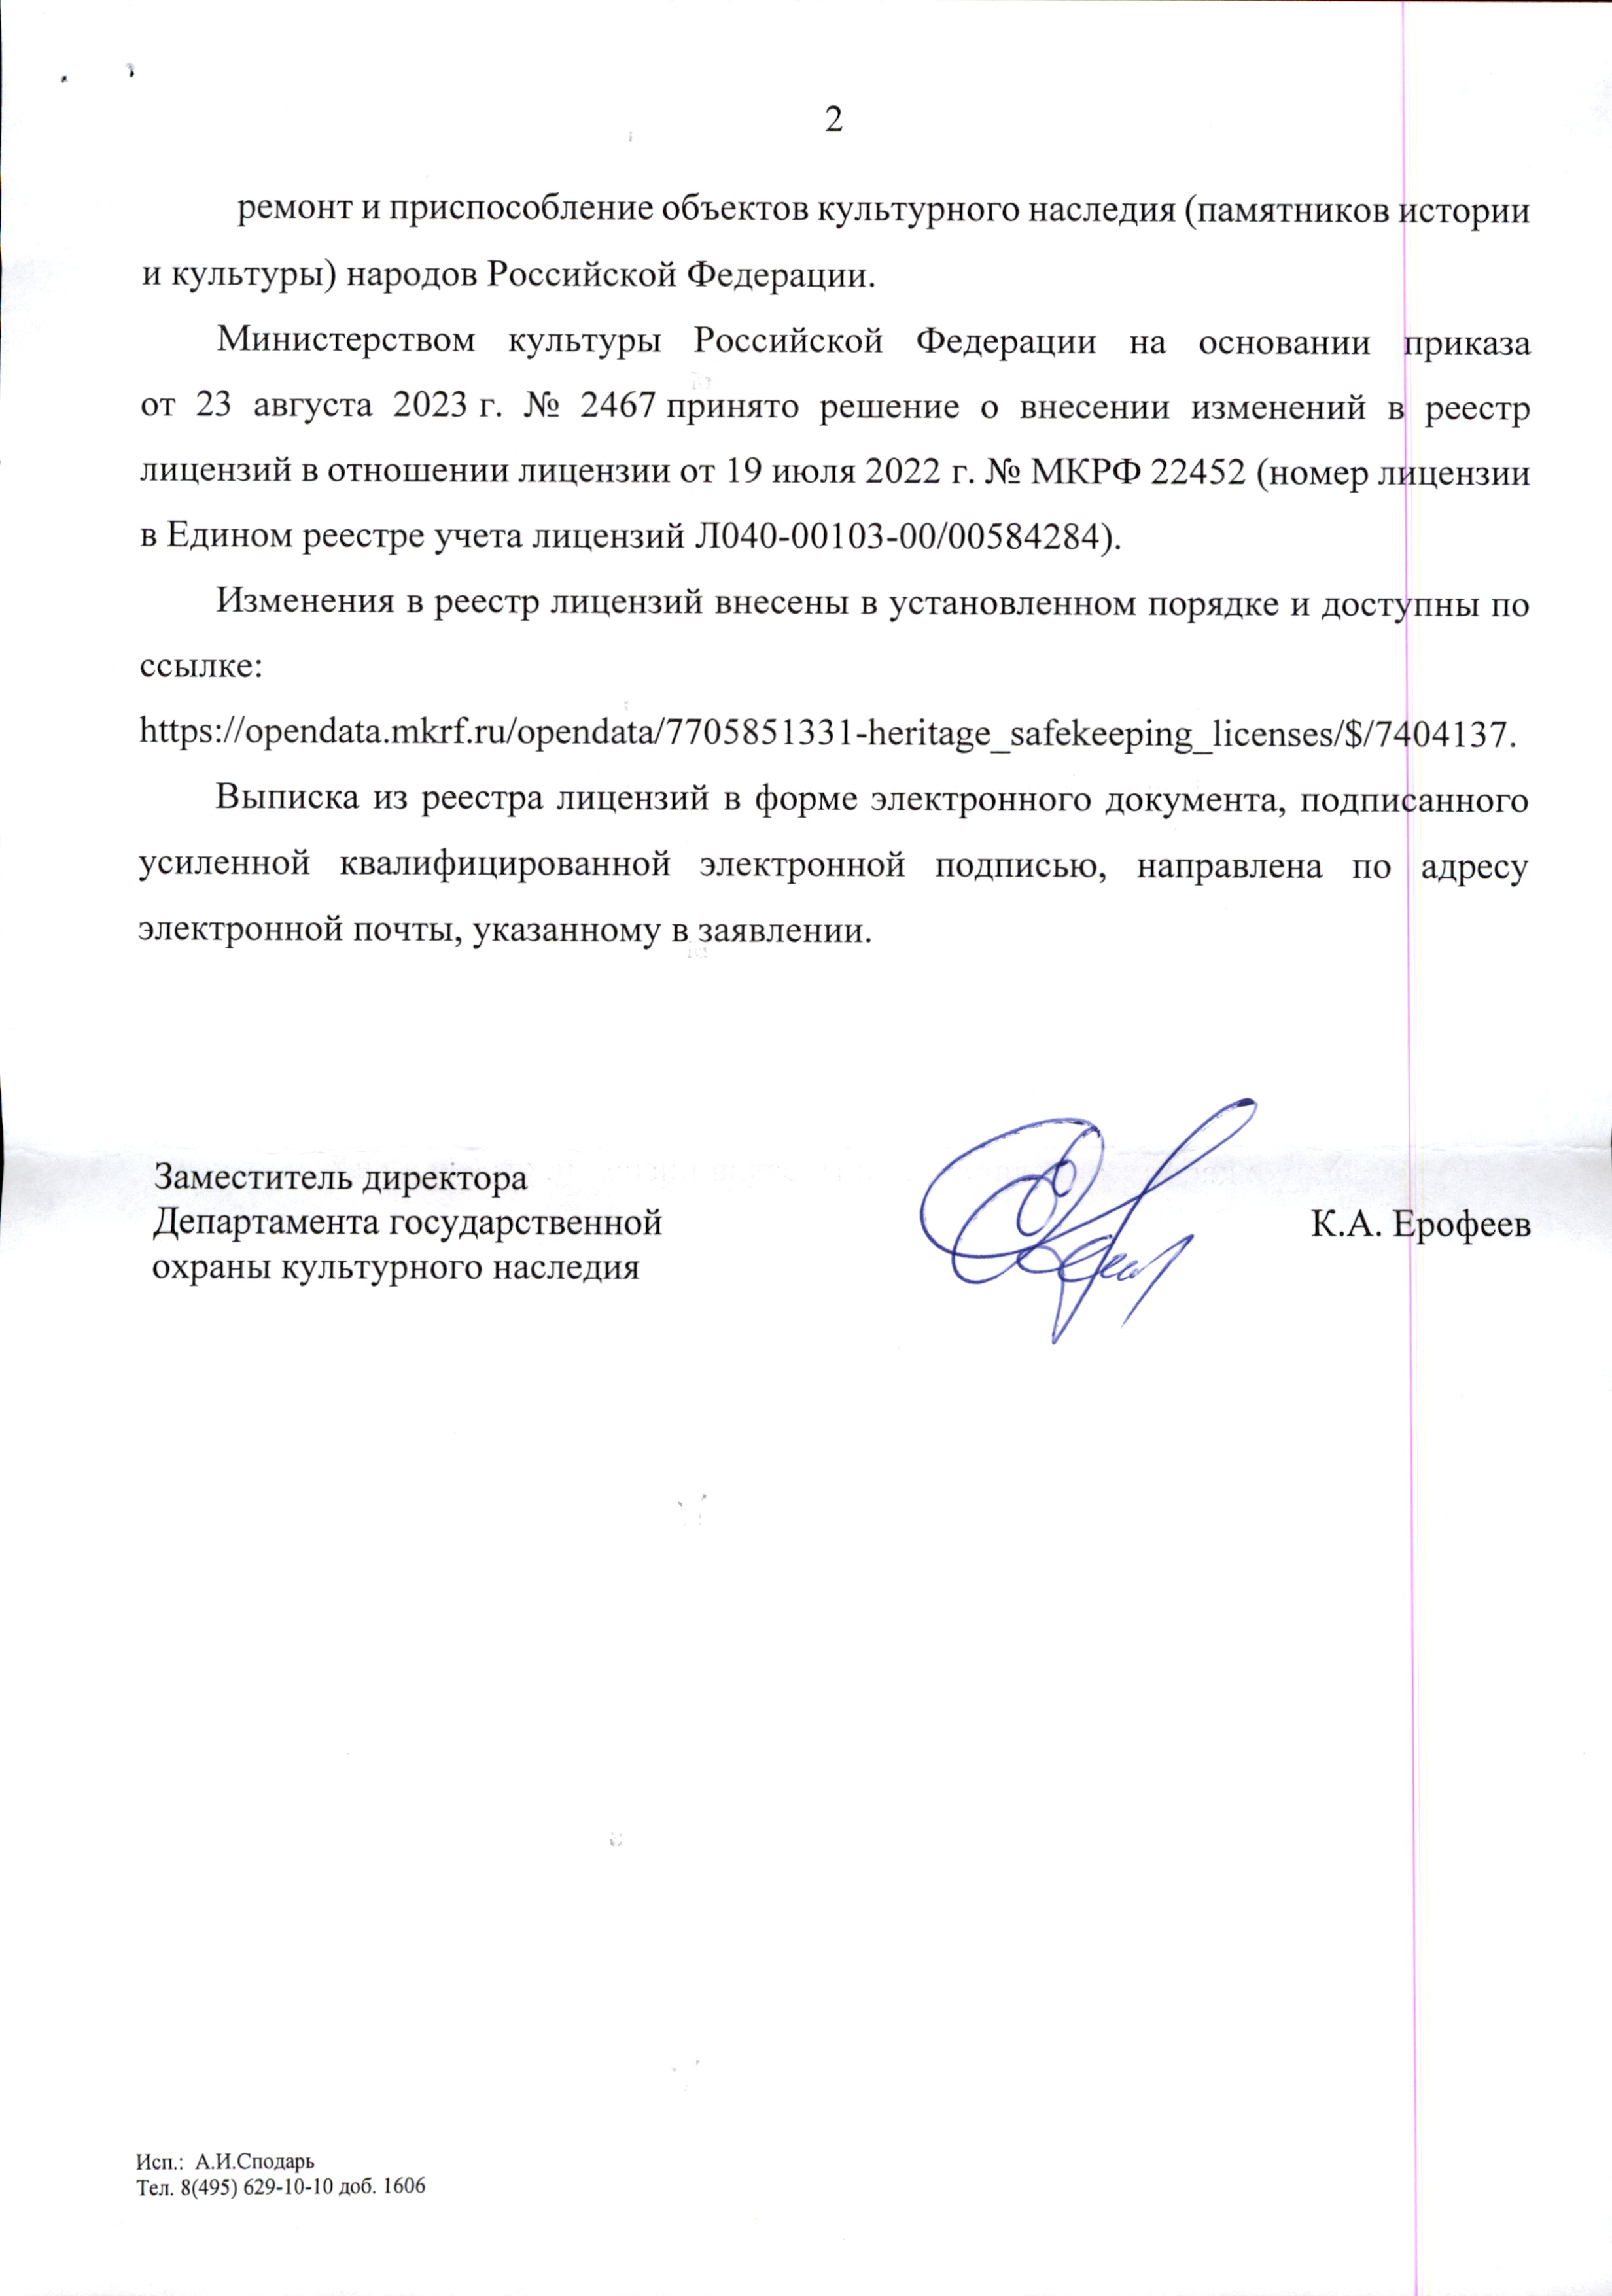 2
ремонт и приспособление объектов культурного наследия (памятников истории
и культуры) народов Российской Федерации.
Министерством культуры Российской Федерации на основании приказа
от 23 августа 2023 г. № 2467 принято решение о внесении изменений в реестр
лицензий в отношении лицензии от 19 июля 2022 г. № МКРФ 22452 (номер лицензии
в Едином реестре учета лицензий Л040-00103-00/00584284).
Изменения в реестр лицензий внесены в установленном порядке и доступны по
ссылке:
https://opendata.mkrf.ru/opendata/7705851331-heritage_safekeeping_licenses/$/7404137.
Выписка из реестра лицензий в форме электронного документа, подписанного
усиленной квалифицированной электронной подписью, направлена по адресу
электронной почты, указанному в заявлении.
Заместитель директора
Департамента государственной
охраны культурного наследия
К.А. Ерофеев
Исп.: А.И.Сподарь
Тел. 8(495) 629-10-10 доб. 1606